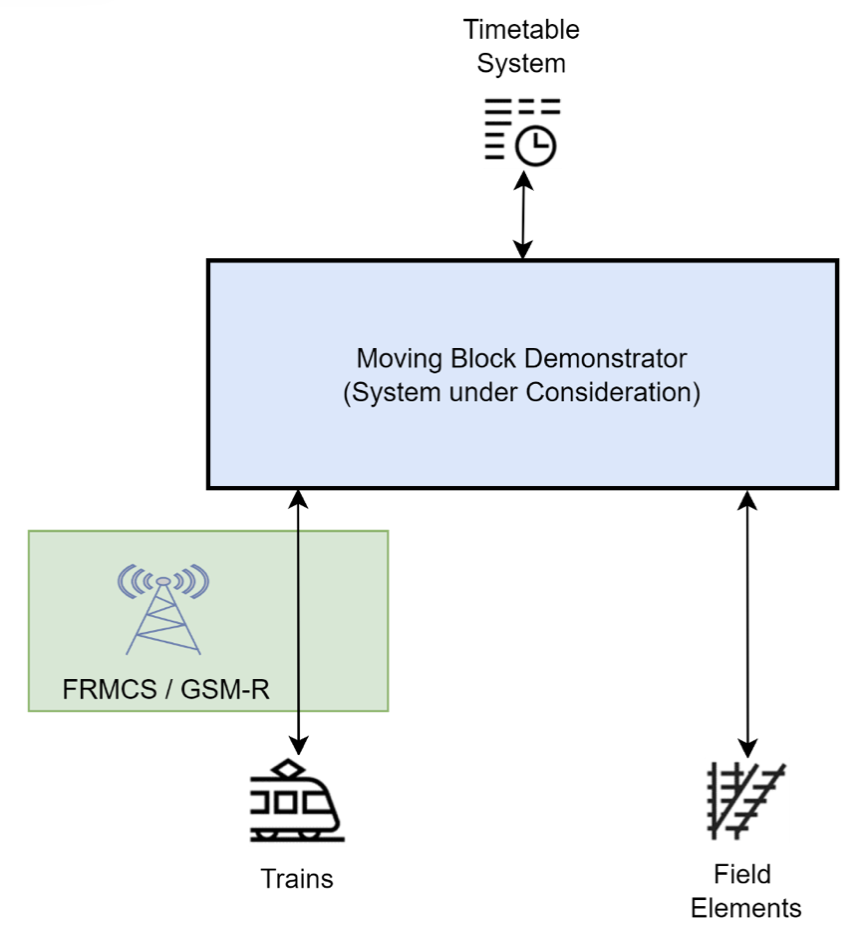 Timetable
System
Moving Block Demonstrator
(System under Consideration)
FRMCS / GSM-R
Trains
Field
Elements